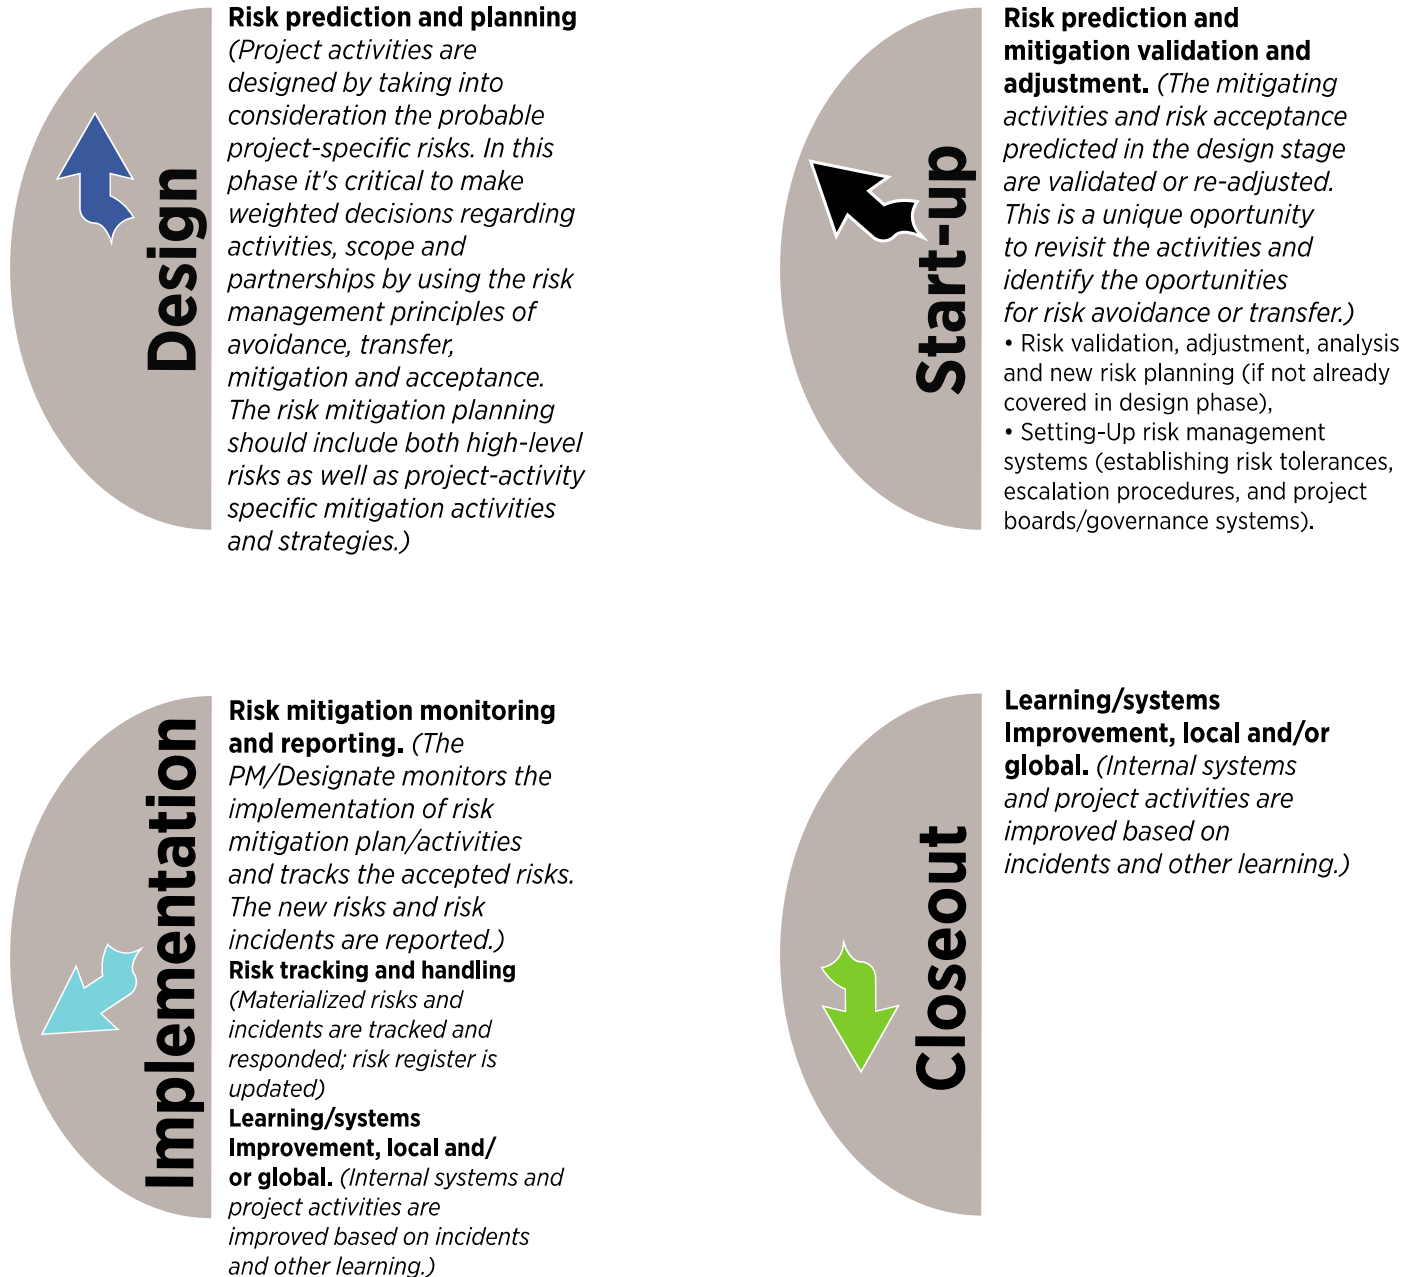 Design
Risk prediction and planning
(Project activities are
designed by taking into
consideration the probable
project-specific risks. In this
phase it's critical to make
weighted decisions regarding
activities, scope and
partnerships by using the risk
management principles of
avoidance, transfer,
mitigation and acceptance.
The risk mitigation planning
should include both high-level
risks as well as project-activity
specific mitigation activities
and strategies.)
Start-up
Risk prediction and
mitigation validation and
adjustment. (The mitigating
activities and risk acceptance
predicted in the design stage
are validated or re-adjusted.
This is a unique oportunity
to revisit the activities and
identify the oportunities
for risk avoidance or transfer.)
• Risk validation, adjustment, analysis
and new risk planning (if not already
covered in design phase),
• Setting-Up risk management
systems (establishing risk tolerances,
escalation procedures, and project
boards/governance systems).
Implementation
Risk mitigation monitoring
and reporting. (The
PM/Designate monitors the
implementation of risk
mitigation plan/activities
and tracks the accepted risks.
The new risks and risk
incidents are reported.)
Risk tracking and handling
(Materialized risks and
incidents are tracked and
responded; risk register is
updated)
Learning/systems
Improvement, local and/
or global. (Internal systems and
project activities are
improved based on incidents
and other learning.)
Closeout
Learning/systems
Improvement, local and/or
global. (Internal systems
and project activities are
improved based on
incidents and other learning.)